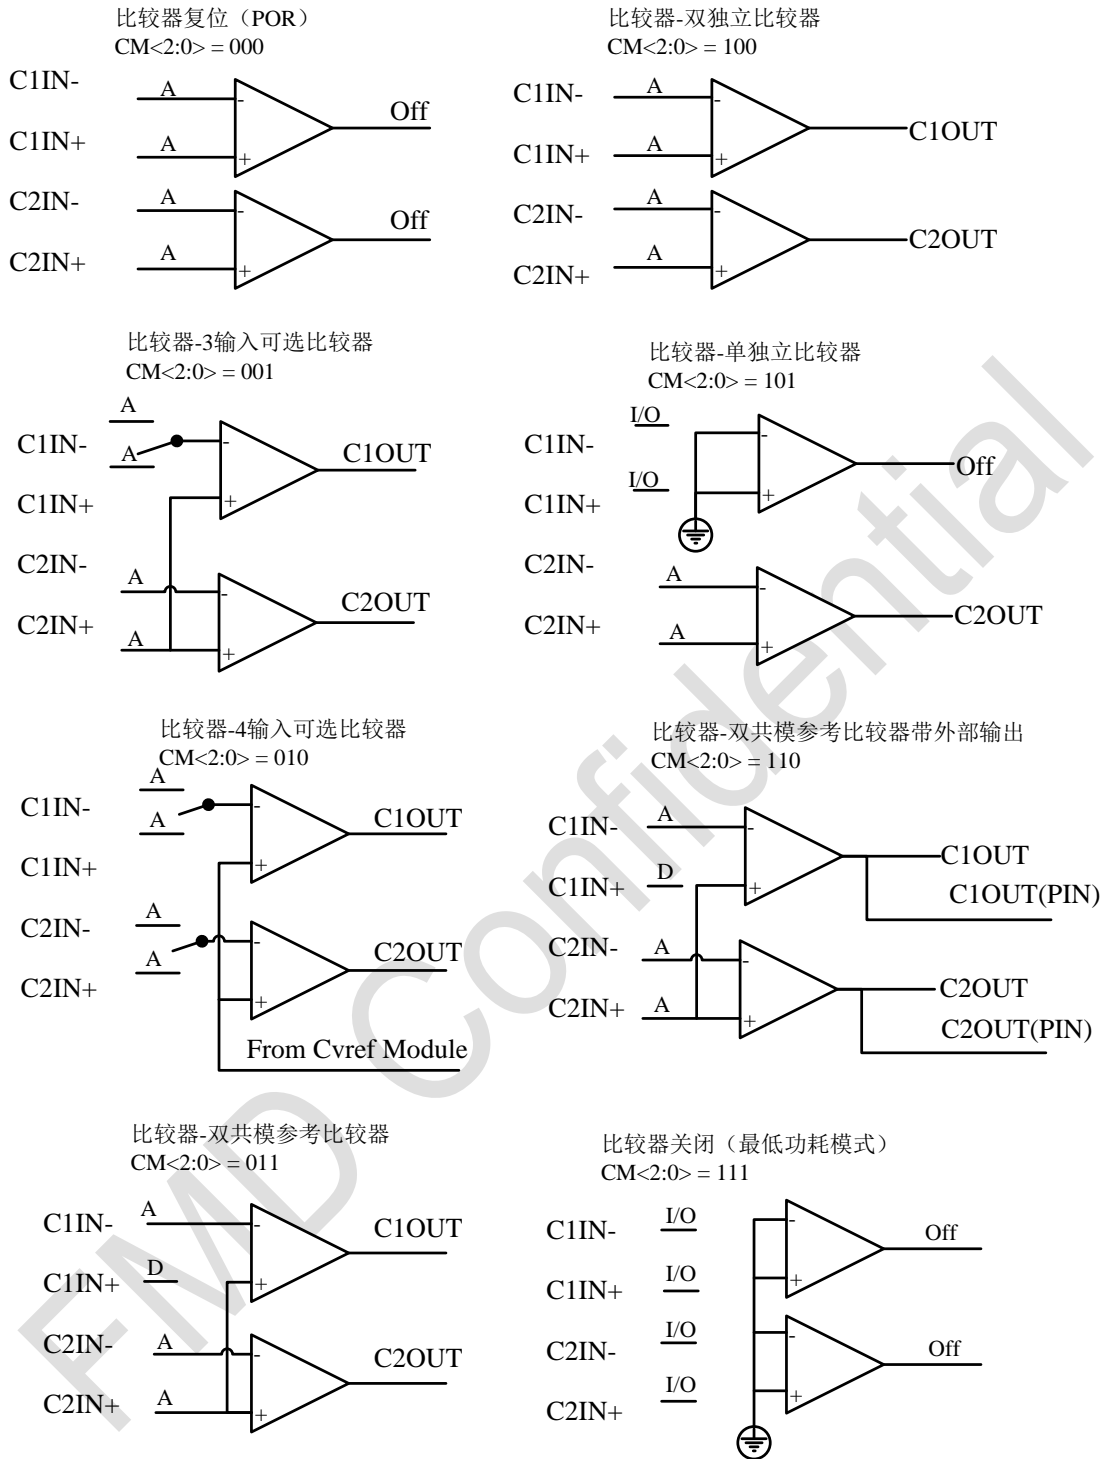 比较器复位（POR）
CM<2:0> = 000
C1IN-
A
-
Off
C1IN+
A
+
C2IN-
A
-
Off
C2IN+
A
+
比较器-双独立比较器
CM<2:0> = 100
C1IN-
A
-
C1OUT
C1IN+
A
+
C2IN-
A
-
C2OUT
C2IN+
A
+
比较器-3输入可选比较器
CM<2:0> = 001
A
C1IN-
A
-
C1OUT
C1IN+
+
C2IN-
A
-
C2OUT
C2IN+
A
+
比较器-单独立比较器
CM<2:0> = 101
I/O
C1IN-
-
Off
I/O
C1IN+
+
C2IN-
A
-
C2OUT
C2IN+
A
+
比较器-4输入可选比较器
CM<2:0> = 010
A
C1IN-
A
-
C1OUT
C1IN+
+
A
C2IN-
A
-
C2OUT
C2IN+
+
From Cvref Module
比较器-双共模参考比较器带外部输出
CM<2:0> = 110
C1IN-
A
-
C1OUT
C1IN+
D
+
C1OUT(PIN)
C2IN-
A
-
C2OUT
C2IN+
A
+
C2OUT(PIN)
比较器-双共模参考比较器
CM<2:0> = 011
C1IN-
A
-
C1OUT
C1IN+
D
+
C2IN-
A
-
C2OUT
C2IN+
A
+
比较器关闭（最低功耗模式）
CM<2:0> = 111
C1IN-
I/O
-
Off
C1IN+
I/O
+
C2IN-
I/O
-
Off
C2IN+
I/O
+
FMD Confidential